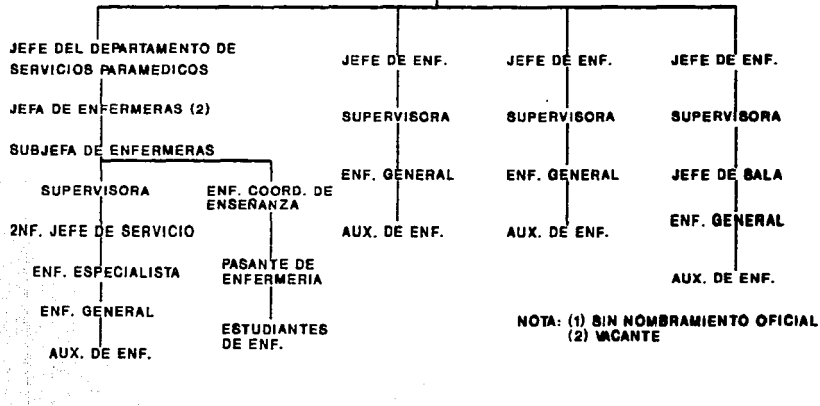 JEFE DEL DEPARTAMENTO DE
SERVICIOS PARAMEDICOS
JEFA DE ENFERMERAS (2)
SUBJEFA DE ENFERMERAS
SUPERVISORA
2NF. JEFE DE SERVICIO
ENF. ESPECIALISTA
ENF. GENERAL
AUX. DE ENF.
ENF. COORD. DE
ENSEÑANZA
PASANTE DE
ENFERMERIA
ESTUDIANTES
DE ENF.
JEFE DE ENF.
SUPERVISORA
ENF. GENERAL
AUX. DE ENF.
JEFE DE ENF.
SUPERVISORA
ENF. GENERAL
AUX. DE ENF.
JEFE DE ENF.
SUPERVISORA
JEFE DE SALA
ENF. GENERAL
AUX. DE ENF.
NOTA: (1) SIN NOMBRAMIENTO OFICIAL
(2) VACANTE